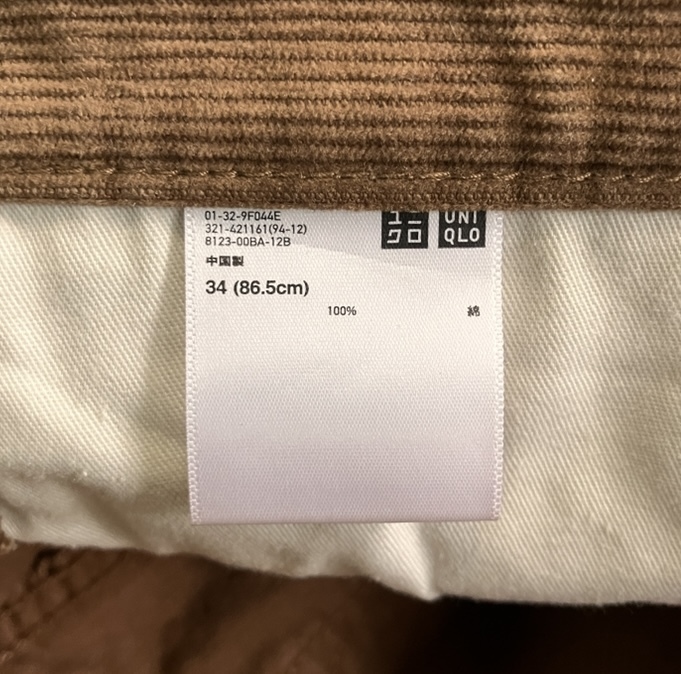 01-32-9F044E
321-421161(94-12)
8123-00BA-12B
ユニ
クロ
UNI
QLO
中国製
34 (86.5cm)
100% 綿